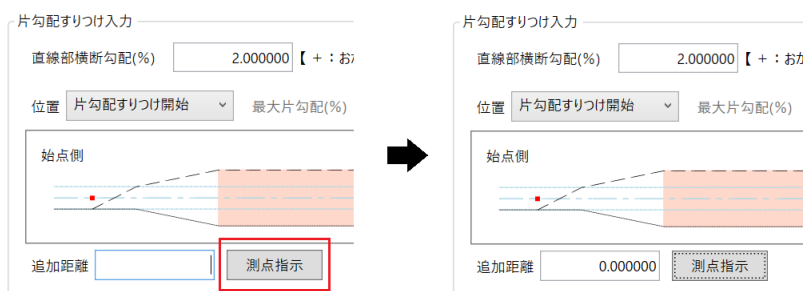 片勾配すりつけ入力
直線部横断勾配(%) 2.000000 【 + : お
位置 片勾配すりつけ開始 最大片勾配(%)
始点側
追加距離 測点指示
片勾配すりつけ入力
直線部横断勾配(%) 2.000000 【 + : お
位置 片勾配すりつけ開始 最大片勾配(%)
始点側
追加距離 0.000000 測点指示